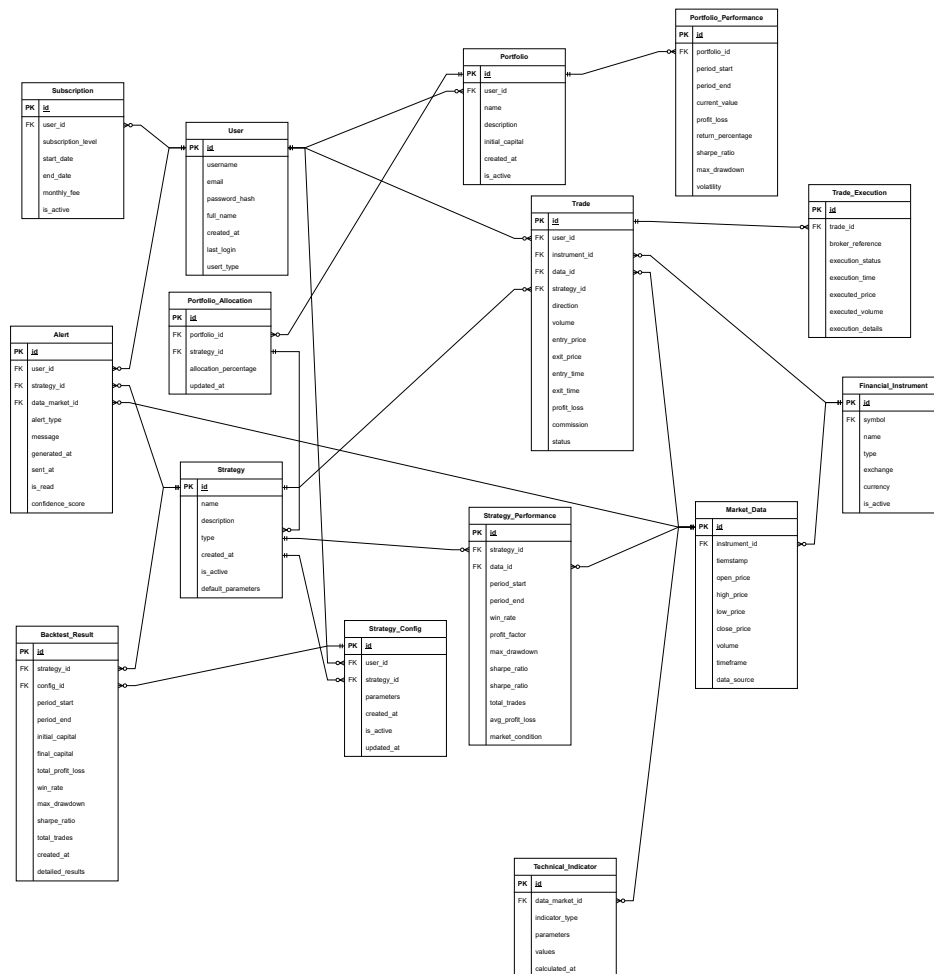 Portfolio_Performance
PK id
FK portfolio_id
period_start
period_end
current_value
profit_loss
return_percentage
sharpe_ratio
max_drawdown
volatility
Portfolio
PK id
FK user_id
name
description
initial_capital
created_at
is_active
Subscription
PK id
FK user_id
subscription_level
start_date
end_date
monthly_fee
is_active
User
PK id
username
email
password_hash
full_name
created_at
last_login
usert_type
Trade
PK id
FK user_id
FK instrument_id
FK data_id
FK strategy_id
direction
volume
entry_price
exit_price
entry_time
exit_time
profit_loss
commission
status
Trade_Execution
PK id
FK trade_id
broker_reference
execution_status
execution_time
executed_price
executed_volume
execution_details
Portfolio_Allocation
PK id
FK portfolio_id
FK strategy_id
allocation_percentage
updated_at
Alert
PK id
FK user_id
FK strategy_id
FK data_market_id
alert_type
message
generated_at
sent_at
is_read
confidence_score
Financial_Instrument
PK id
FK symbol
name
type
exchange
currency
is_active
Strategy
PK id
name
description
type
created_at
is_active
default_parameters
Strategy_Performance
PK id
FK strategy_id
FK data_id
period_start
period_end
win_rate
profit_factor
max_drawdown
sharpe_ratio
sharpe_ratio
total_trades
avg_profit_loss
market_condition
Market_Data
PK id
FK instrument_id
tiemstamp
open_price
high_price
low_price
close_price
volume
timeframe
data_source
Backtest_Result
PK id
FK strategy_id
FK config_id
period_start
period_end
initial_capital
final_capital
total_profit_loss
win_rate
max_drawdown
sharpe_ratio
total_trades
created_at
detailed_results
Strategy_Config
PK id
FK user_id
FK strategy_id
parameters
created_at
is_active
updated_at
Technical_Indicator
PK id
FK data_market_id
indicator_type
parameters
values
calculated_at